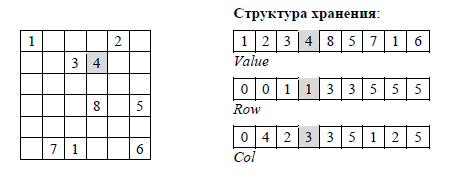 Структура хранения:
1 2
3 4
8 5
7 1 6
1 2 3 4 8 5 7 1 6
Value
0 0 1 1 3 3 5 5 5
Row
0 4 2 3 3 5 1 2 5
Col